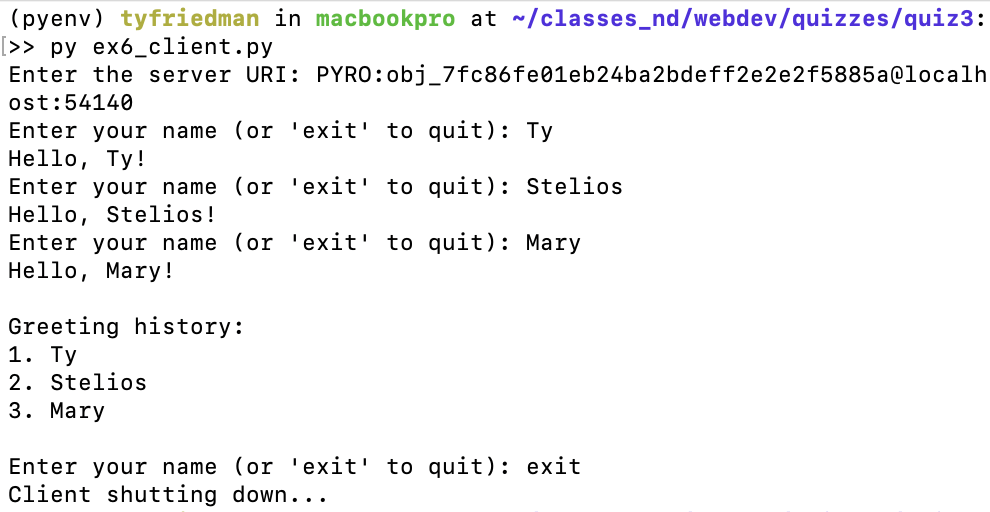 (pyenv) tyfriedman in macbookpro at ~/classes_nd/webdev/quizzes/quiz3:
[>> py ex6_client.py
Enter the server URI: PYRO:obj_7fc86fe01eb24ba2bdeff2e2e2f5885a@localh
ost:54140
Enter your name (or 'exit' to quit): Ty
Hello, Ty!
Enter your name (or 'exit' to quit): Stelios
Hello, Stelios!
Enter your name (or 'exit' to quit): Mary
Hello, Mary!
Greeting history:
1. Ty
2. Stelios
3. Mary
Enter your name (or 'exit' to quit): exit
Client shutting down...